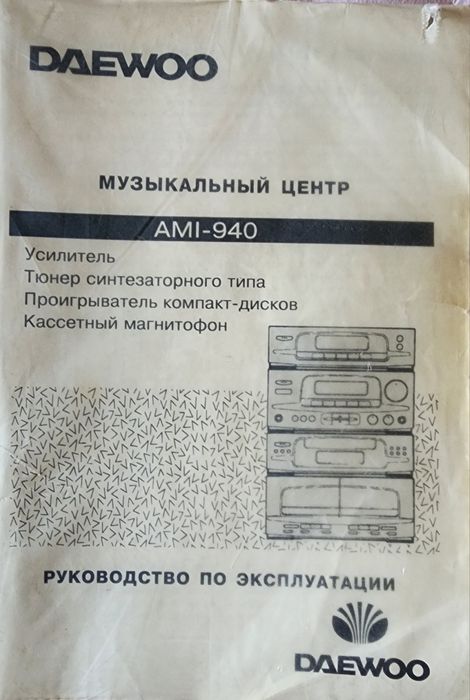 DAEWOO
МУЗЫКАЛЬНЫЙ ЦЕНТР
AMI-940
Усилитель
Тюнер синтезаторного типа
Проигрыватель компакт-дисков
Кассетный магнитофон
РУКОВОДСТВО ПО ЭКСПЛУАТАЦИИ
DAEWOO